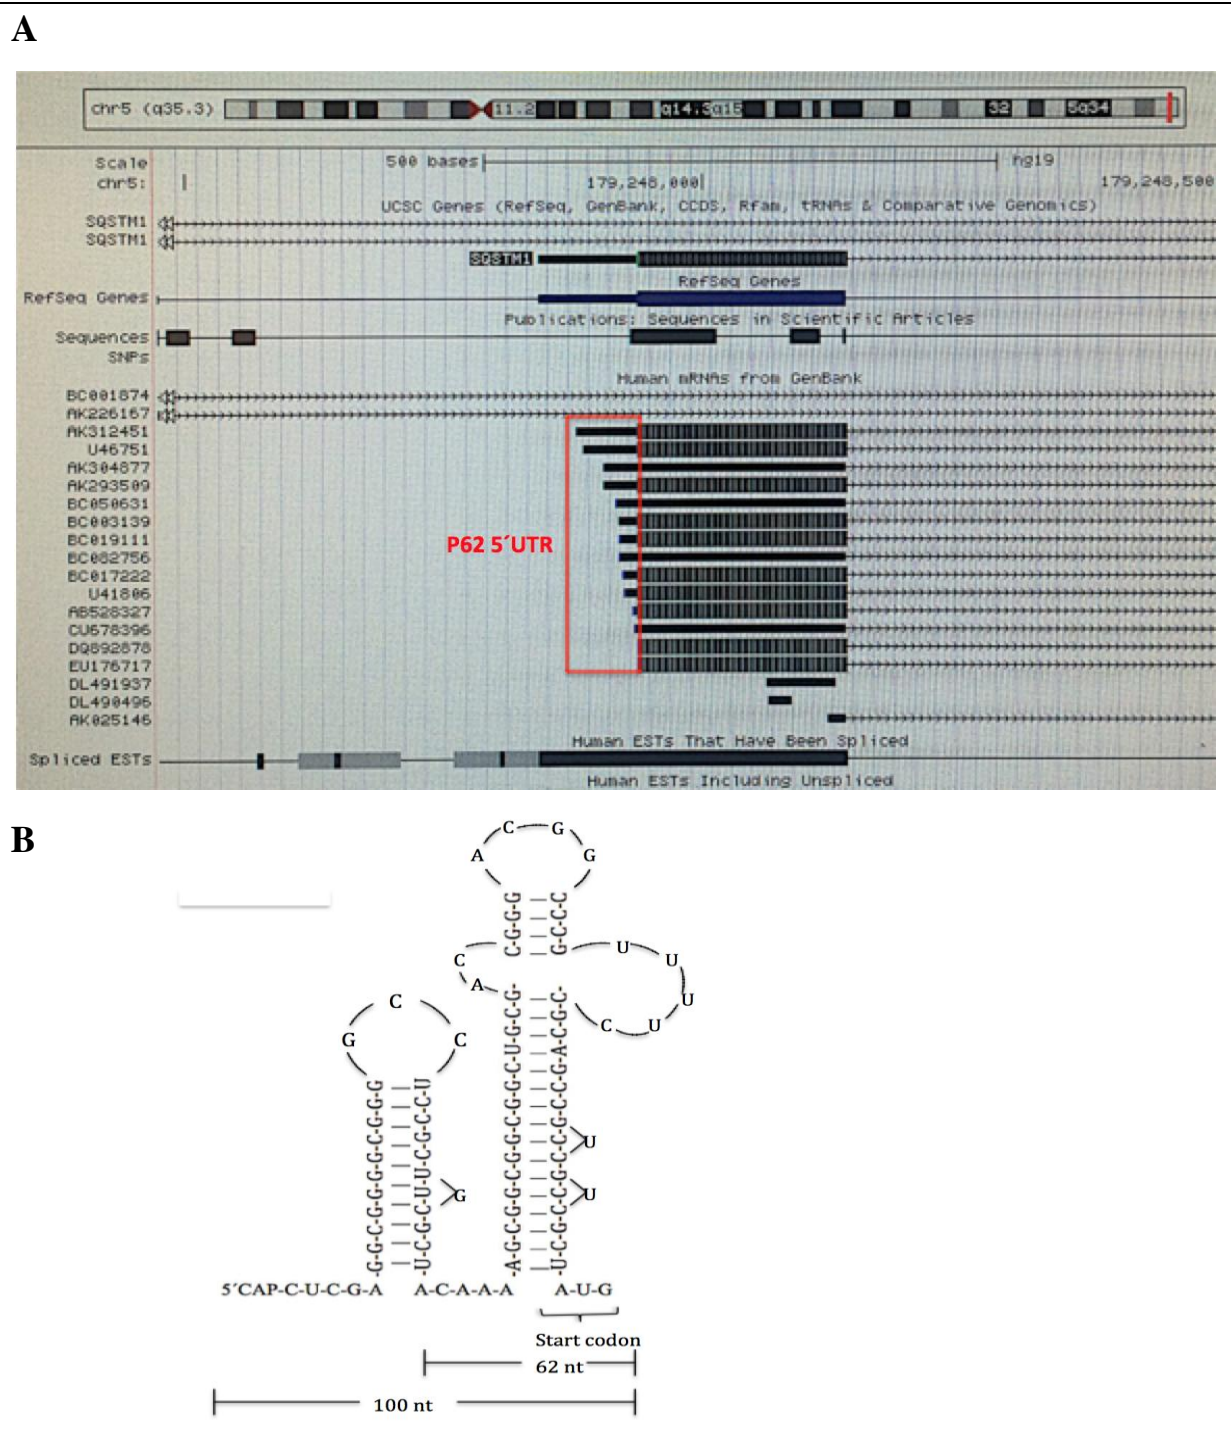 A
chr5 (q35.3) 11.2 q14.3 q15 32 5q34
Scale 500 bases hg19
chr5: 179,248,000 179,248,500
UCSC Genes (RefSeq, GenBank, CCDS, Rfam, tRNAs & Comparative Genomics)
SQSTM1
SQSTM1
SQSTM1
RefSeq Genes
RefSeq Genes
Publications: Sequences in Scientific Articles
Sequences
SNPs
Human mRNAs from GenBank
BC001874
AK226167
AK312451
U46751
AK304877
AK293509
BC050631
BC003139
BC019111
P62 5´UTR
BC082756
BC017222
U41806
AB528327
CU678396
DQ892878
EU176717
DL491937
DL490496
AK025146
Human ESTs That Have Been Spliced
Spliced ESTs
Human ESTs Including Unspliced
B
C G
A G
C U U
A U
C U
G C C U
U
U
G
5´CAP-C-U-C-G-A A-C-A-A-A A-U-G
Start codon
62 nt
100 nt